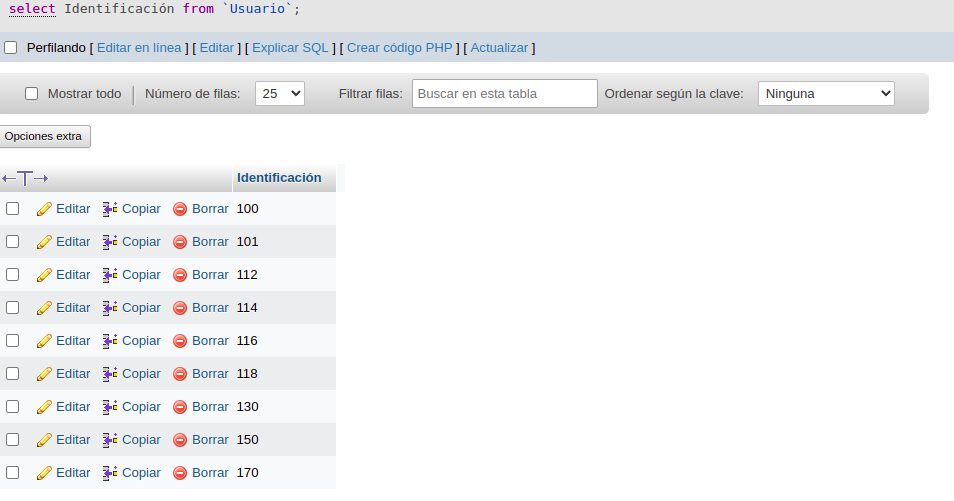 select Identificación from `Usuario`;
Perfilando [ Editar en línea ] [ Editar ] [ Explicar SQL ] [ Crear código PHP ] [ Actualizar ]
Mostrar todo Número de filas: 25 Filtrar filas: Buscar en esta tabla Ordenar según la clave: Ninguna
Opciones extra
←T→ Identificación
Editar Copiar Borrar 100
Editar Copiar Borrar 101
Editar Copiar Borrar 112
Editar Copiar Borrar 114
Editar Copiar Borrar 116
Editar Copiar Borrar 118
Editar Copiar Borrar 130
Editar Copiar Borrar 150
Editar Copiar Borrar 170